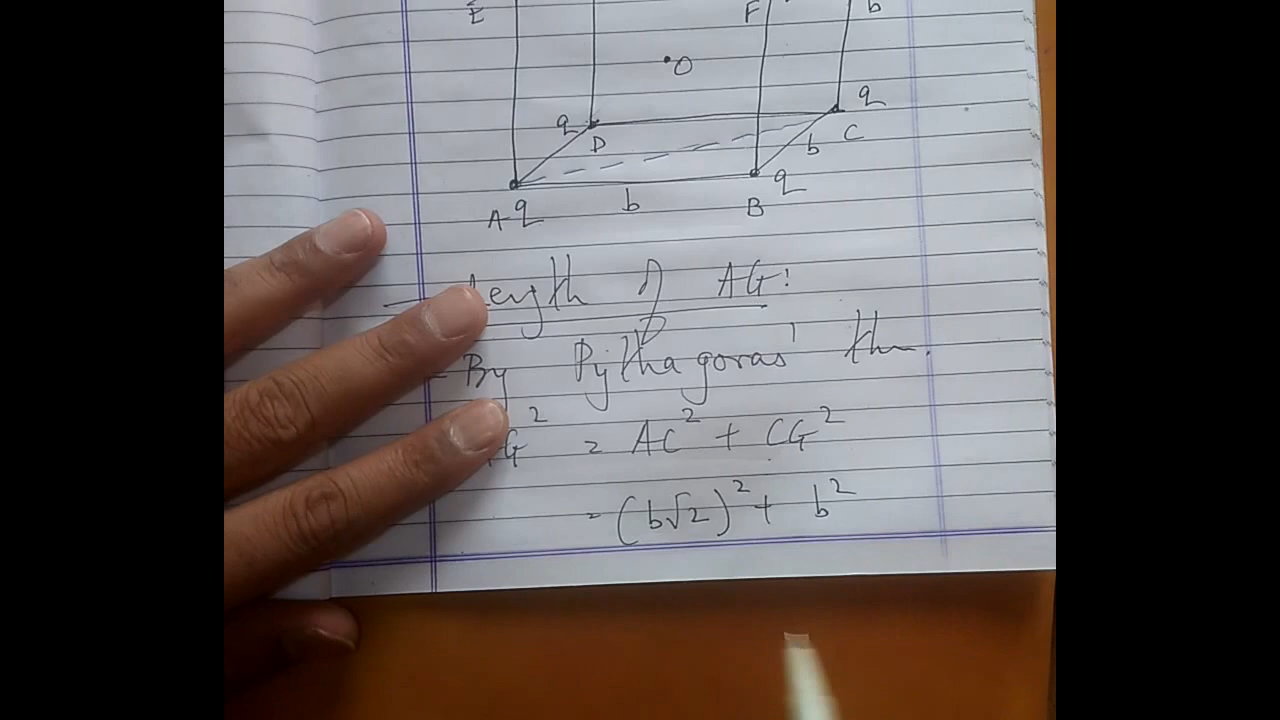 E F b
O
q D q C
b
A q b B q
Length of AG:
By Pythagoras' thm.
G² = AC² + CG²
= (b√2)² + b²